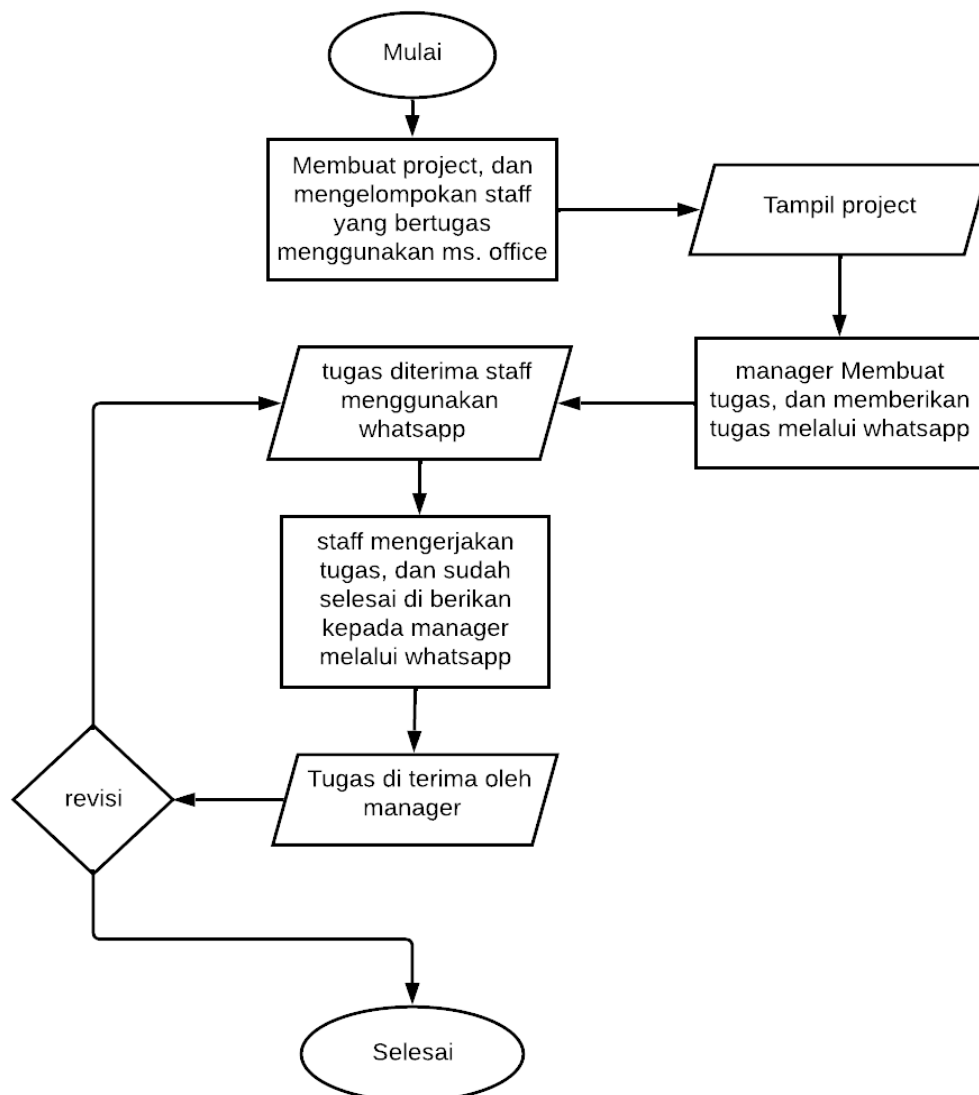 Mulai
Membuat project, dan
mengelompokan staff
yang bertugas
menggunakan ms. office
Tampil project
manager Membuat
tugas, dan memberikan
tugas melalui whatsapp
tugas diterima staff
menggunakan
whatsapp
staff mengerjakan
tugas, dan sudah
selesai di berikan
kepada manager
melalui whatsapp
Tugas di terima oleh
manager
revisi
Selesai